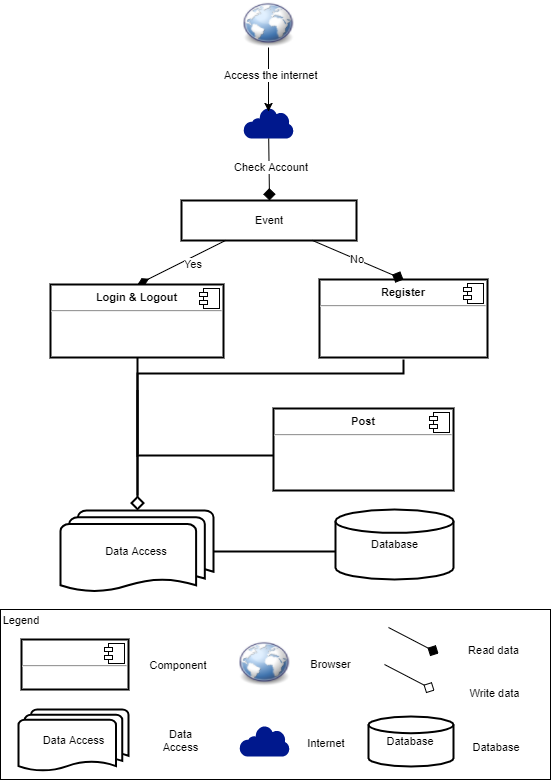 Access the internet
Check Account
Event
Yes
No
Login & Logout
Register
Post
Data Access
Database
Legend
Component
Browser
Read data
Write data
Data Access
Data
Access
Internet
Database
Database